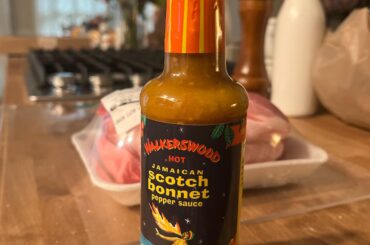 WALKERSWOOD
HOT
JAMAICAN
scotch
bonnet
pepper sauce